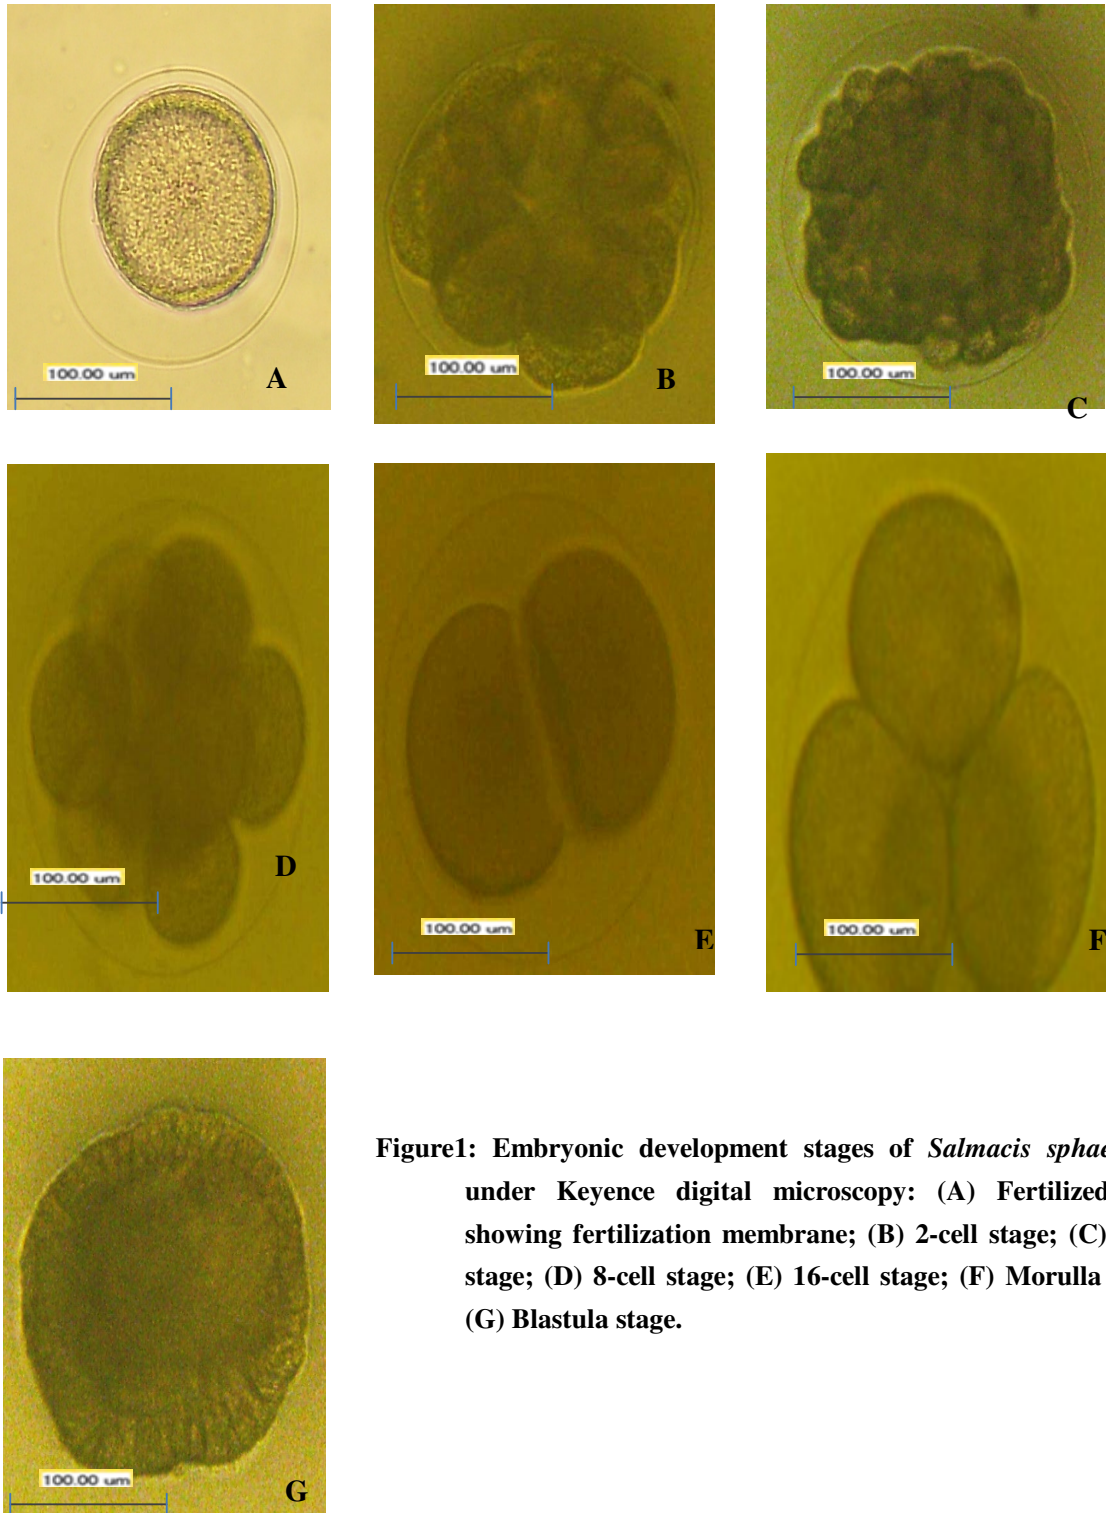 100.00 um
A
100.00 um
B
100.00 um
C
100.00 um
D
100.00 um
E
100.00 um
F
100.00 um
G
Figure1: Embryonic development stages of Salmacis sphae
under Keyence digital microscopy: (A) Fertilized
showing fertilization membrane; (B) 2-cell stage; (C)
stage; (D) 8-cell stage; (E) 16-cell stage; (F) Morulla
(G) Blastula stage.